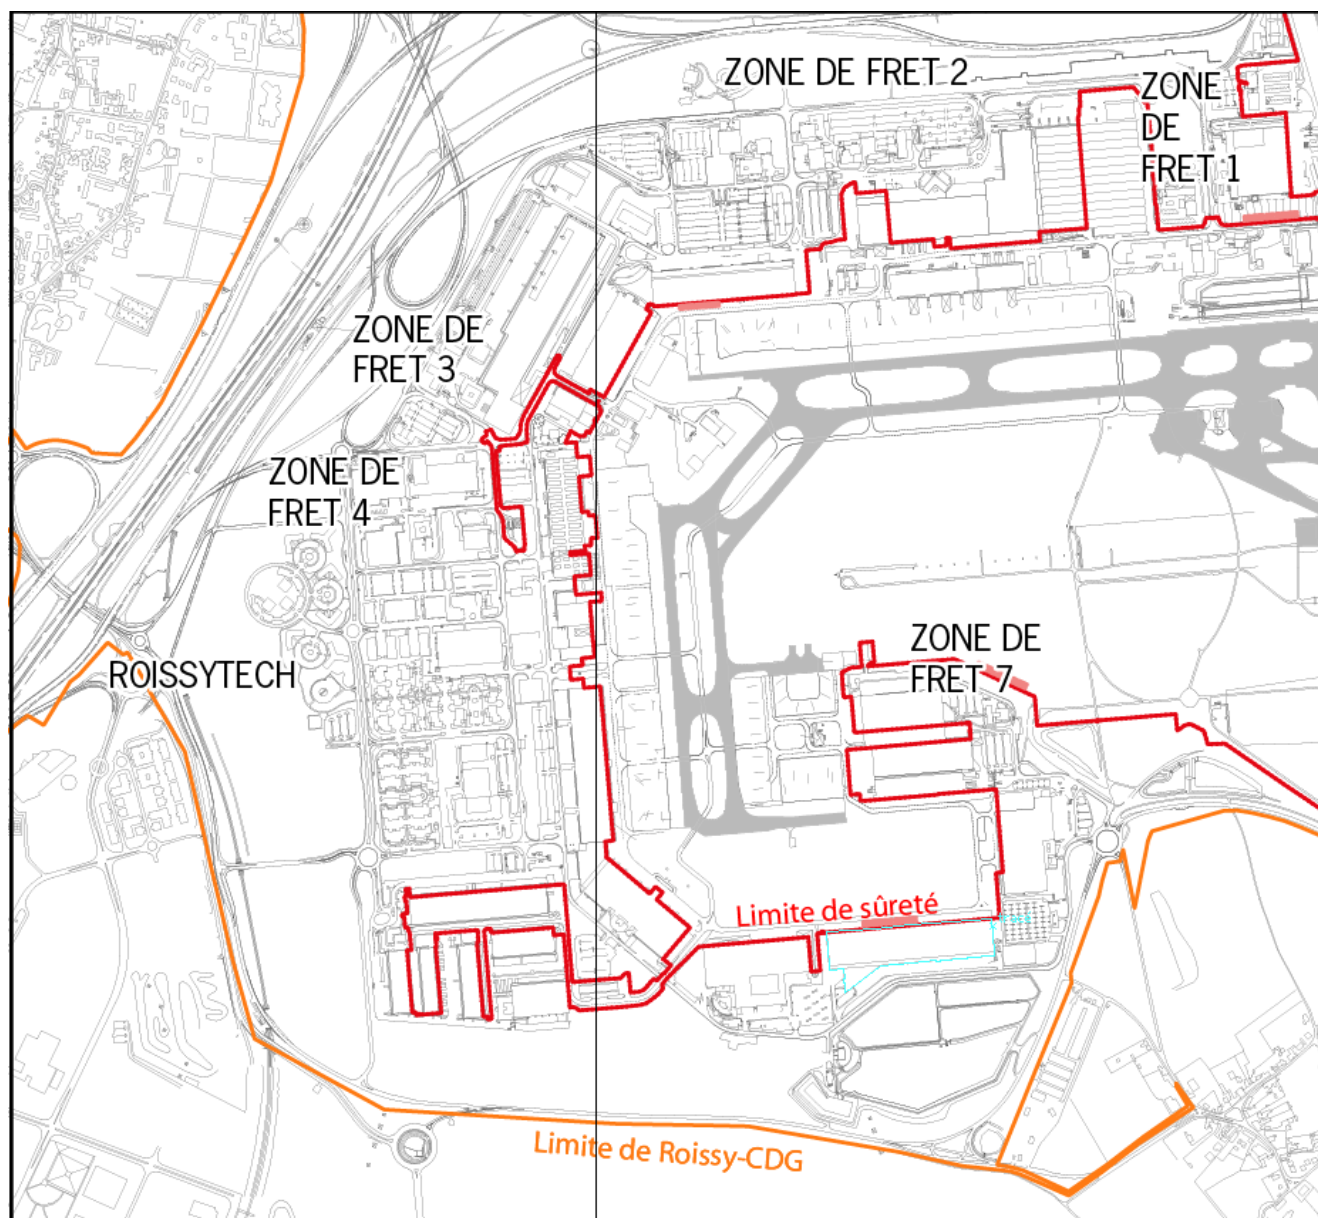 ZONE DE FRET 2
ZONE
DE
FRET 1
ZONE DE
FRET 3
ZONE DE
FRET 4
ZONE DE
FRET 7
ROISSYTECH
Limite de sûreté
Limite de Roissy-CDG